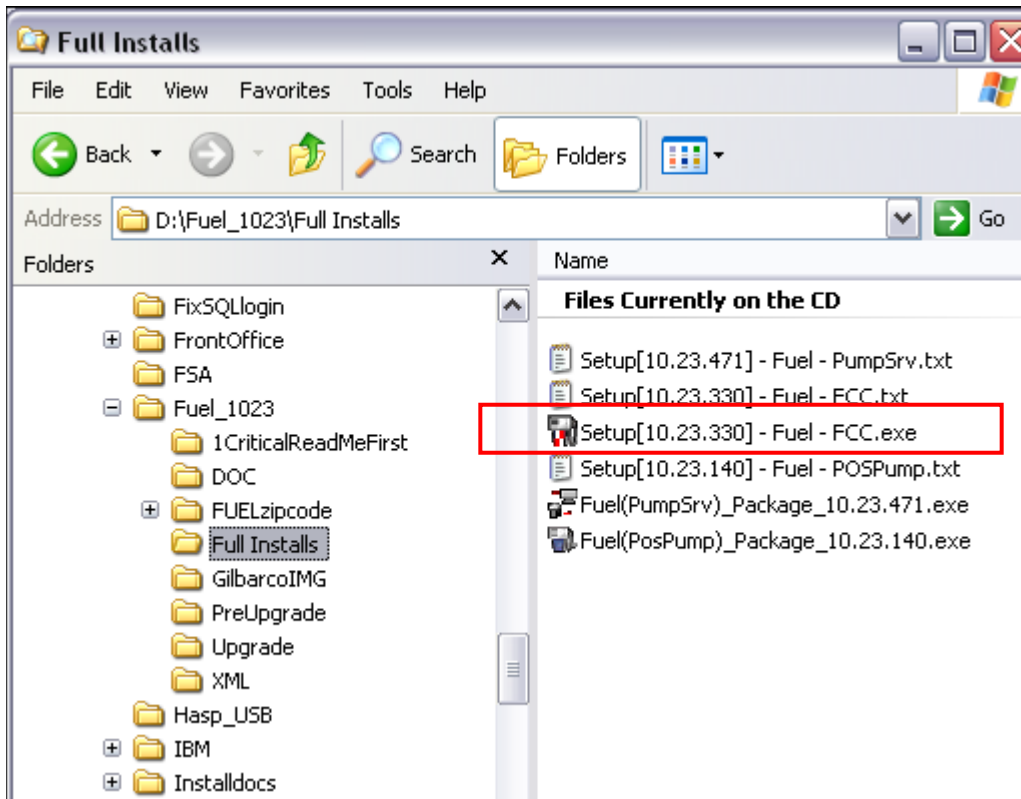 Full Installs
File Edit View Favorites Tools Help
Back Search Folders
Address D:\Fuel_1023\Full Installs Go
Folders
FixSQLlogin
FrontOffice
FSA
Fuel_1023
1CriticalReadMeFirst
DOC
FUELzipcode
Full Installs
GilbarcoIMG
PreUpgrade
Upgrade
XML
Hasp_USB
IBM
Installdocs
Name
Files Currently on the CD
Setup[10.23.471] - Fuel - PumpSrv.txt
Setup[10.23.330] - Fuel - FCC.txt
Setup[10.23.330] - Fuel - FCC.exe
Setup[10.23.140] - Fuel - POSPump.txt
Fuel(PumpSrv)_Package_10.23.471.exe
Fuel(PosPump)_Package_10.23.140.exe